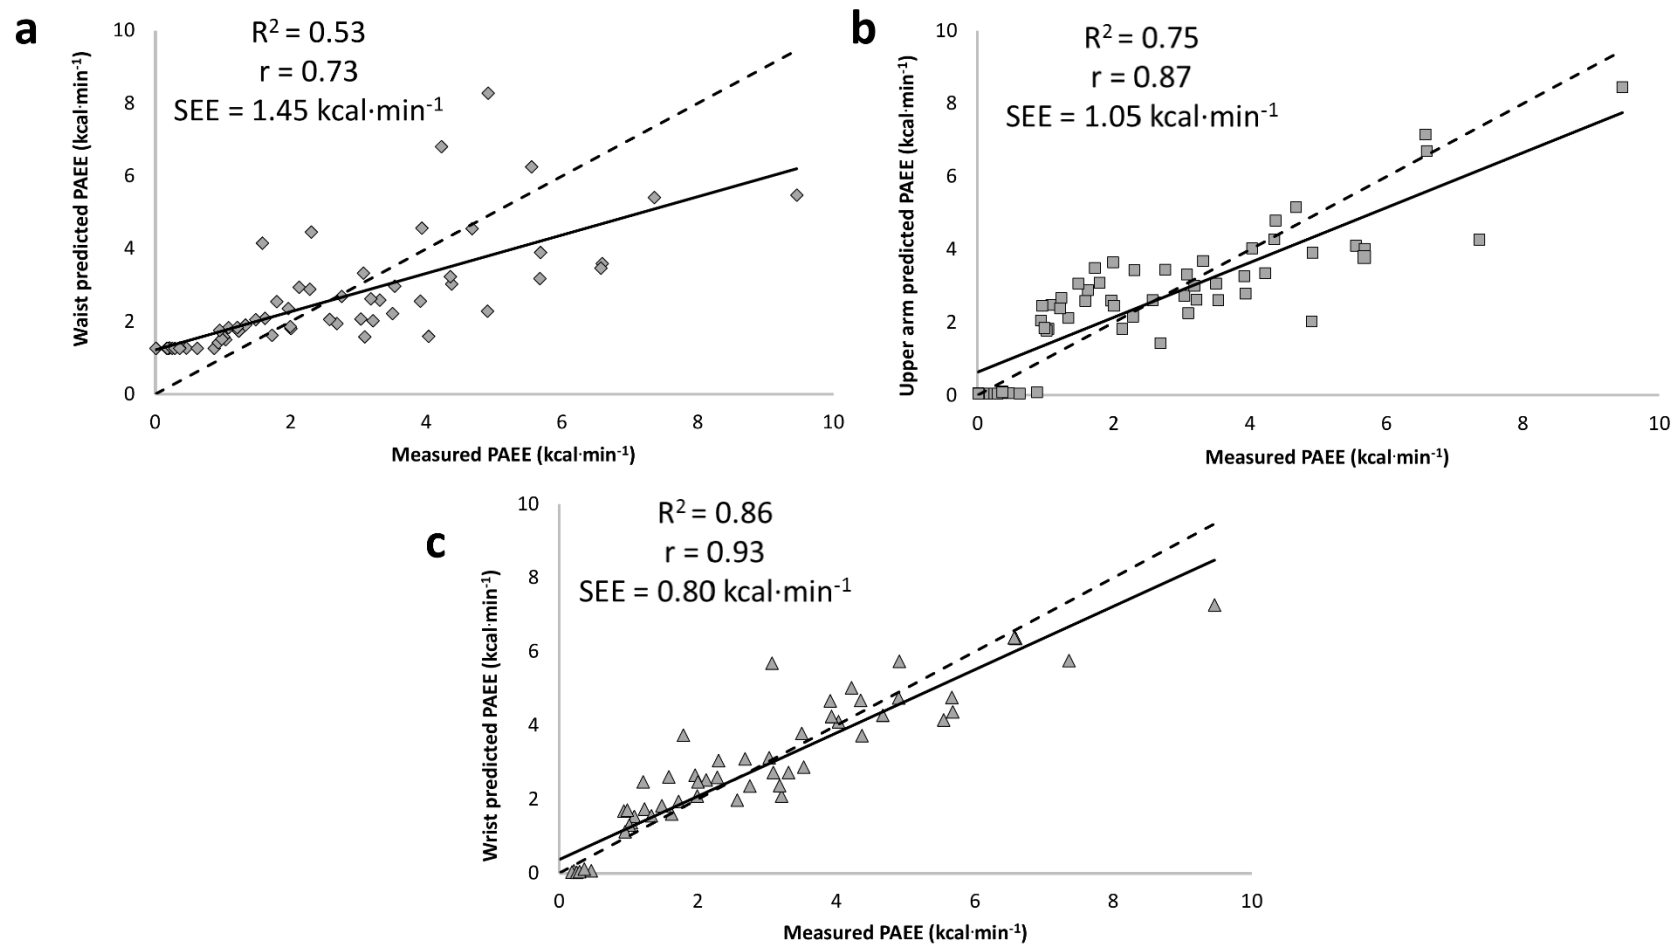 a
R² = 0.53
r = 0.73
SEE = 1.45 kcal·min⁻¹
Waist predicted PAEE (kcal·min⁻¹)
10
8
6
4
2
0
0 2 4 6 8 10
Measured PAEE (kcal·min⁻¹)
b
R² = 0.75
r = 0.87
SEE = 1.05 kcal·min⁻¹
Upper arm predicted PAEE (kcal·min⁻¹)
10
8
6
4
2
0
0 2 4 6 8 10
Measured PAEE (kcal·min⁻¹)
c
R² = 0.86
r = 0.93
SEE = 0.80 kcal·min⁻¹
Wrist predicted PAEE (kcal·min⁻¹)
10
8
6
4
2
0
0 2 4 6 8 10
Measured PAEE (kcal·min⁻¹)